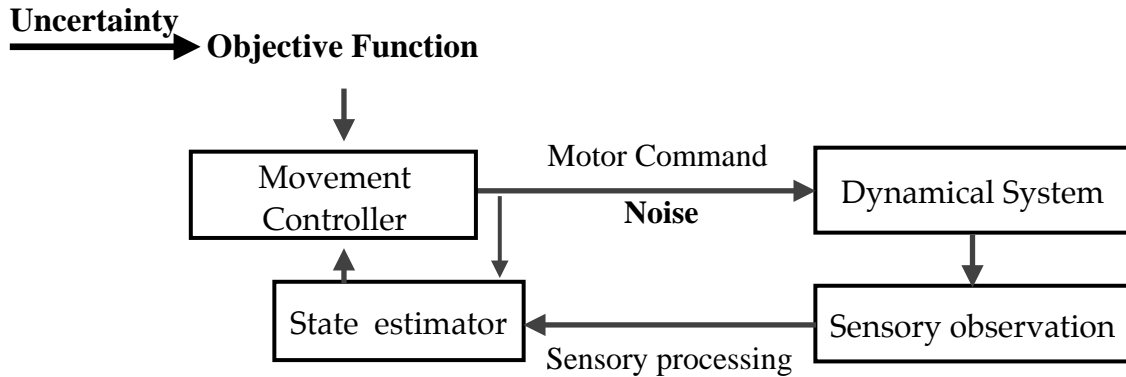 Uncertainty
Objective Function
Motor Command
Movement
Controller
Noise
Dynamical System
State estimator
Sensory processing
Sensory observation